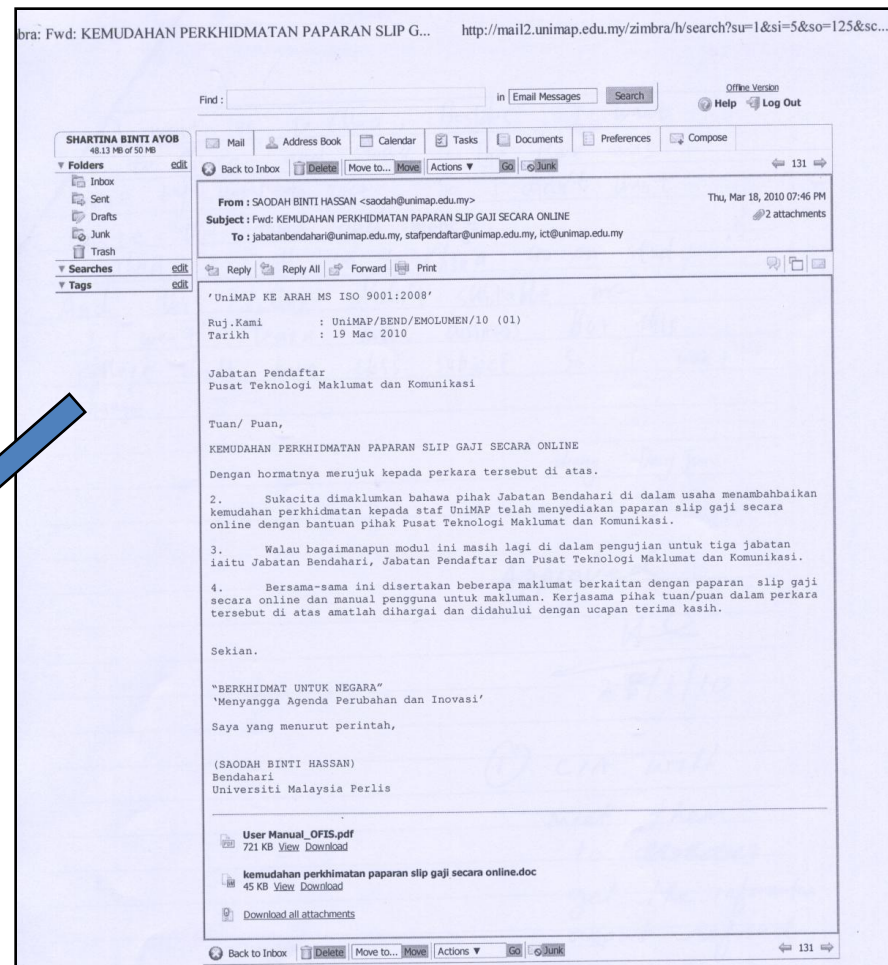 bra: Fwd: KEMUDAHAN PERKHIDMATAN PAPARAN SLIP G... http://mail2.unimap.edu.my/zimbra/h/search?su=1&si=5&so=125&sc...
Find : in Email Messages Search
Offline Version
Help Log Out
SHARTINA BINTI AYOB
48.13 MB of 50 MB
Folders edit
Inbox
Sent
Drafts
Junk
Trash
Searches edit
Tags edit
Mail Address Book Calendar Tasks Documents Preferences Compose
Back to Inbox Delete Move to... Move Actions Go Junk 131
From : SAODAH BINTI HASSAN <saodah@unimap.edu.my> Thu, Mar 18, 2010 07:46 PM
Subject : Fwd: KEMUDAHAN PERKHIDMATAN PAPARAN SLIP GAJI SECARA ONLINE 2 attachments
To : jabatanbendahari@unimap.edu.my, stafpendaftar@unimap.edu.my, ict@unimap.edu.my
Reply Reply All Forward Print
'UniMAP KE ARAH MS ISO 9001:2008'
Ruj.Kami : UniMAP/BEND/EMOLUMEN/10 (01)
Tarikh : 19 Mac 2010
Jabatan Pendaftar
Pusat Teknologi Maklumat dan Komunikasi
Tuan/ Puan,
KEMUDAHAN PERKHIDMATAN PAPARAN SLIP GAJI SECARA ONLINE
Dengan hormatnya merujuk kepada perkara tersebut di atas.
2. Sukacita dimaklumkan bahawa pihak Jabatan Bendahari di dalam usaha menambahbaikan
kemudahan perkhidmatan kepada staf UniMAP telah menyediakan paparan slip gaji secara
online dengan bantuan pihak Pusat Teknologi Maklumat dan Komunikasi.
3. Walau bagaimanapun modul ini masih lagi di dalam pengujian untuk tiga jabatan
iaitu Jabatan Bendahari, Jabatan Pendaftar dan Pusat Teknologi Maklumat dan Komunikasi.
4. Bersama-sama ini disertakan beberapa maklumat berkaitan dengan paparan slip gaji
secara online dan manual pengguna untuk makluman. Kerjasama pihak tuan/puan dalam perkara
tersebut di atas amatlah dihargai dan didahului dengan ucapan terima kasih.
Sekian.
"BERKHIDMAT UNTUK NEGARA"
'Menyangga Agenda Perubahan dan Inovasi'
Saya yang menurut perintah,
(SAODAH BINTI HASSAN)
Bendahari
Universiti Malaysia Perlis
User Manual_OFIS.pdf
721 KB View Download
kemudahan perkhimatan paparan slip gaji secara online.doc
45 KB View Download
Download all attachments
Back to Inbox Delete Move to... Move Actions Go Junk 131